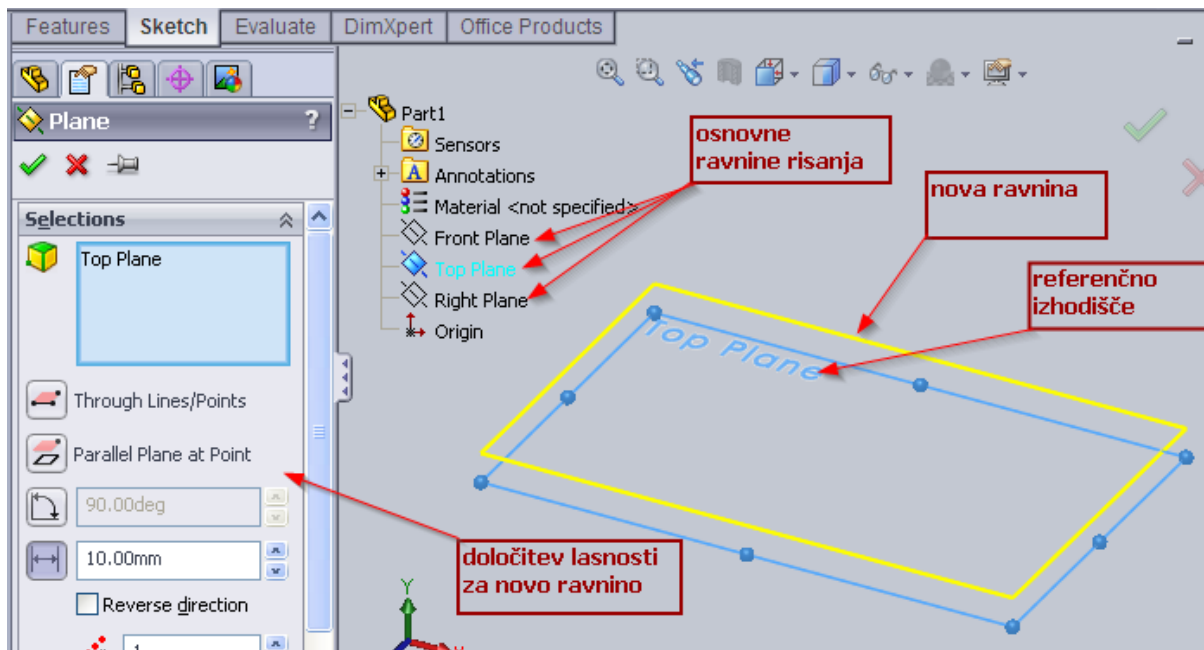 Features Sketch Evaluate DimXpert Office Products
Plane ?
Selections
Top Plane
Through Lines/Points
Parallel Plane at Point
90.00deg
10.00mm
Reverse direction
1
Part1
Sensors
A Annotations
Material <not specified>
Front Plane
Top Plane
Right Plane
Origin
osnovne
ravnine risanja
nova ravnina
referenčno
izhodišče
Top Plane
določitev lasnosti
za novo ravnino
Y